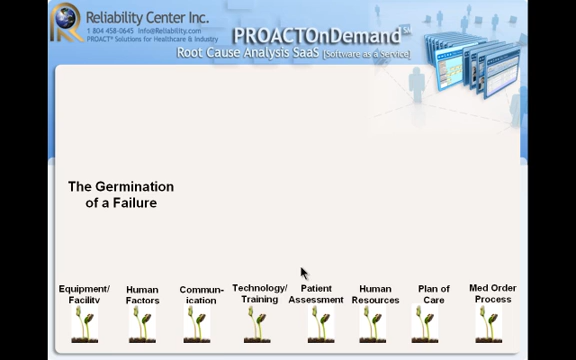 Reliability Center Inc.
1 804 458-0645 info@Reliability.com
PROACT® Solutions for Healthcare & Industry
PROACTOnDemand
Root Cause Analysis SaaS [Software as a Service]
The Germination
of a Failure
Equipment/
Facility
Human
Factors
Commun-
ication
Technology/
Training
Patient
Assessment
Human
Resources
Plan of
Care
Med Order
Process